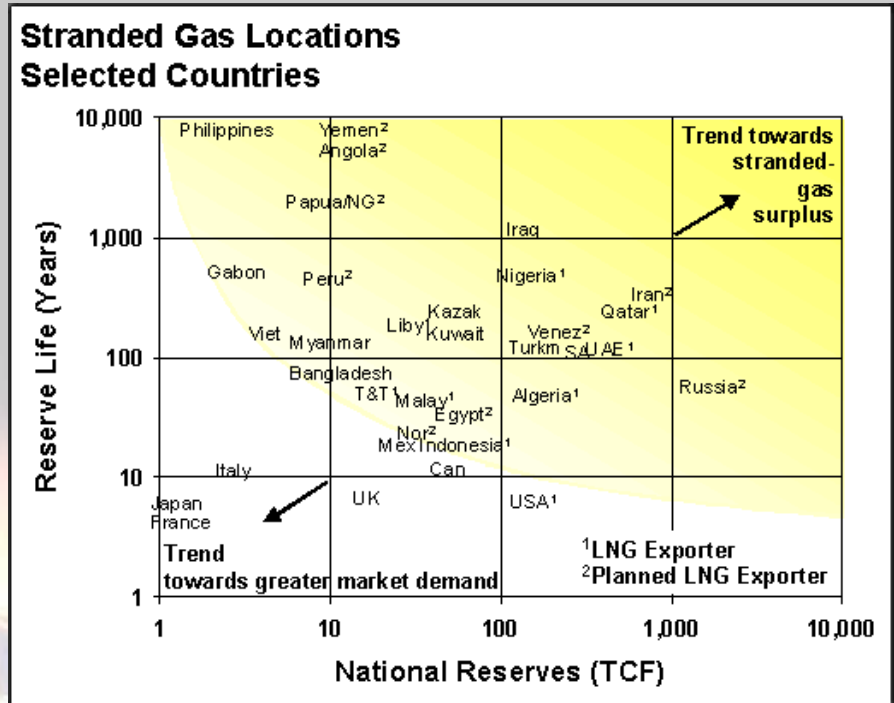 Stranded Gas Locations
Selected Countries
10,000
Philippines
Yemen²
Angola²
Trend towards
stranded-
gas
surplus
Papua/NG²
Iraq
1,000
Gabon
Peru²
Nigeria¹
Iran²
Qatar¹
Kazak
Liby¹
Kuwait
Viet
Myanmar
Venez²
Turkm
SA
UAE¹
100
Bangladesh
T&T¹
Malay¹
Algeria¹
Russia²
Egypt²
Nor²
Mex
Indonesia¹
Italy
Can
10
Japan
France
UK
USA¹
Trend
towards greater market demand
¹LNG Exporter
²Planned LNG Exporter
1
1
10
100
1,000
10,000
Reserve Life (Years)
National Reserves (TCF)